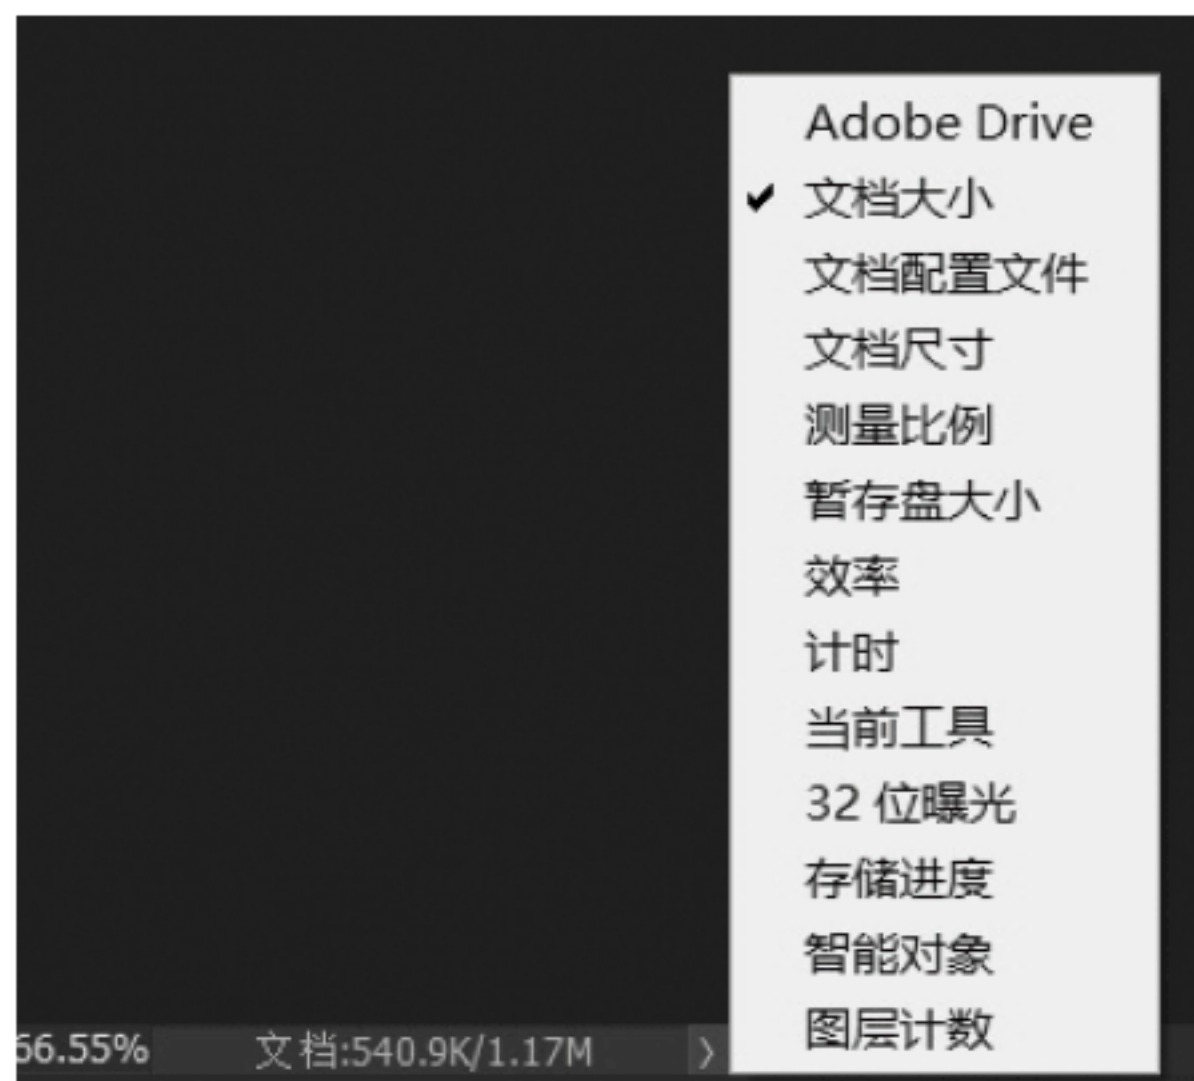 Adobe Drive
文档大小
文档配置文件
文档尺寸
测量比例
暂存盘大小
效率
计时
当前工具
32 位曝光
存储进度
智能对象
图层计数
66.55% 文档:540.9K/1.17M